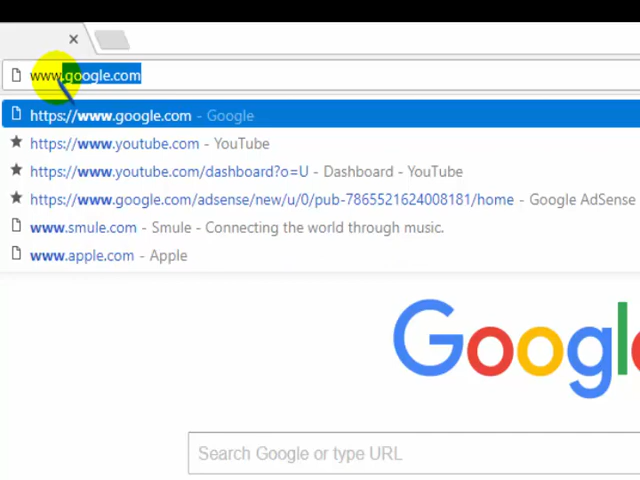 www.google.com
https://www.google.com - Google
https://www.youtube.com - YouTube
https://www.youtube.com/dashboard?o=U - Dashboard - YouTube
https://www.google.com/adsense/new/u/0/pub-7865521624008181/home - Google AdSense
www.smule.com - Smule - Connecting the world through music.
www.apple.com - Apple
Googl
Search Google or type URL